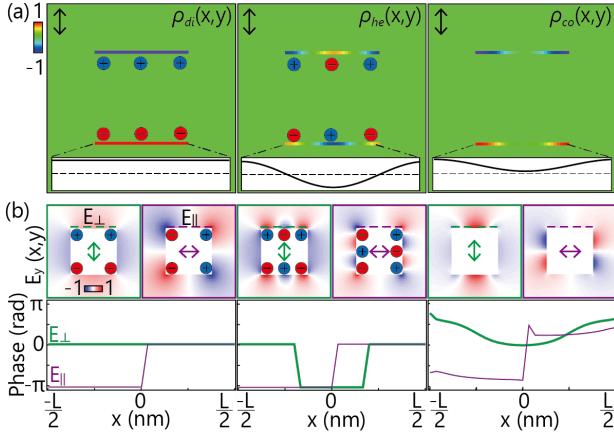 (a)
1
-1
ρdi(x,y)
ρhe(x,y)
ρco(x,y)
+ + +
− − −
+ − +
− + −
(b)
Ey (x,y)
E⊥
E∥
-1 1
Phase (rad)
π
0
-π
E⊥
E∥
-L/2 0 L/2
x (nm)
-L/2 0 L/2
x (nm)
-L/2 0 L/2
x (nm)